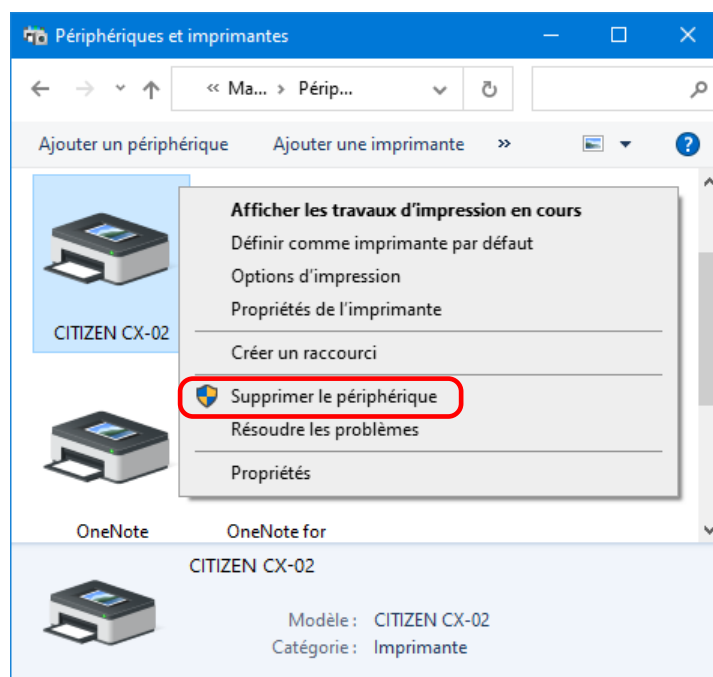 Périphériques et imprimantes
« Ma... › Périp...
Ajouter un périphérique Ajouter une imprimante »
Afficher les travaux d'impression en cours
Définir comme imprimante par défaut
Options d'impression
Propriétés de l'imprimante
CITIZEN CX-02
Créer un raccourci
Supprimer le périphérique
Résoudre les problèmes
Propriétés
OneNote OneNote for
CITIZEN CX-02
Modèle : CITIZEN CX-02
Catégorie : Imprimante